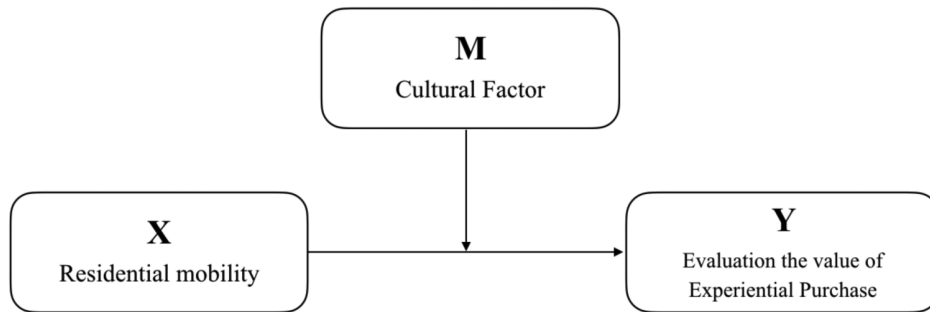 M
Cultural Factor
X
Residential mobility
Y
Evaluation the value of
Experiential Purchase